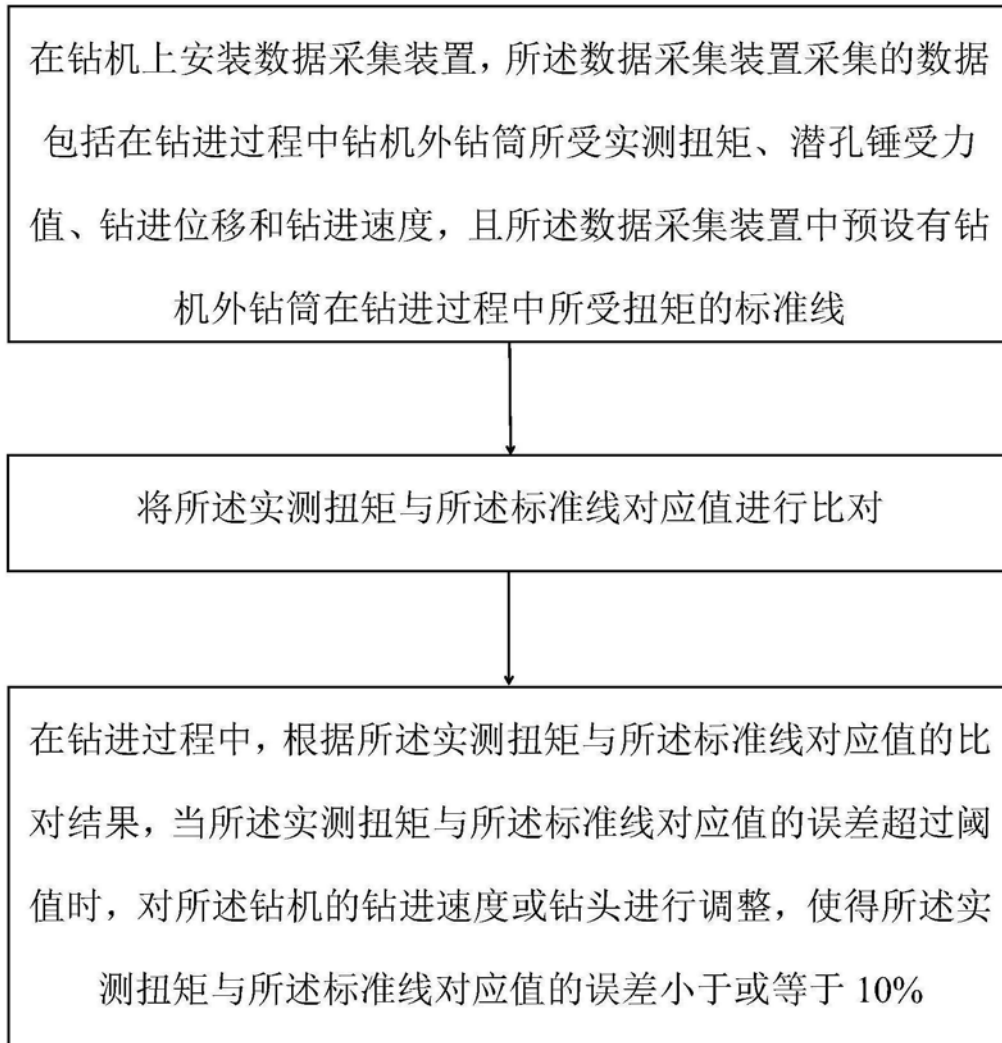 在钻机上安装数据采集装置，所述数据采集装置采集的数据
包括在钻进过程中钻机外钻筒所受实测扭矩、潜孔锤受力
值、钻进位移和钻进速度，且所述数据采集装置中预设有钻
机外钻筒在钻进过程中所受扭矩的标准线
将所述实测扭矩与所述标准线对应值进行比对
在钻进过程中，根据所述实测扭矩与所述标准线对应值的比
对结果，当所述实测扭矩与所述标准线对应值的误差超过阈
值时，对所述钻机的钻进速度或钻头进行调整，使得所述实
测扭矩与所述标准线对应值的误差小于或等于 10%